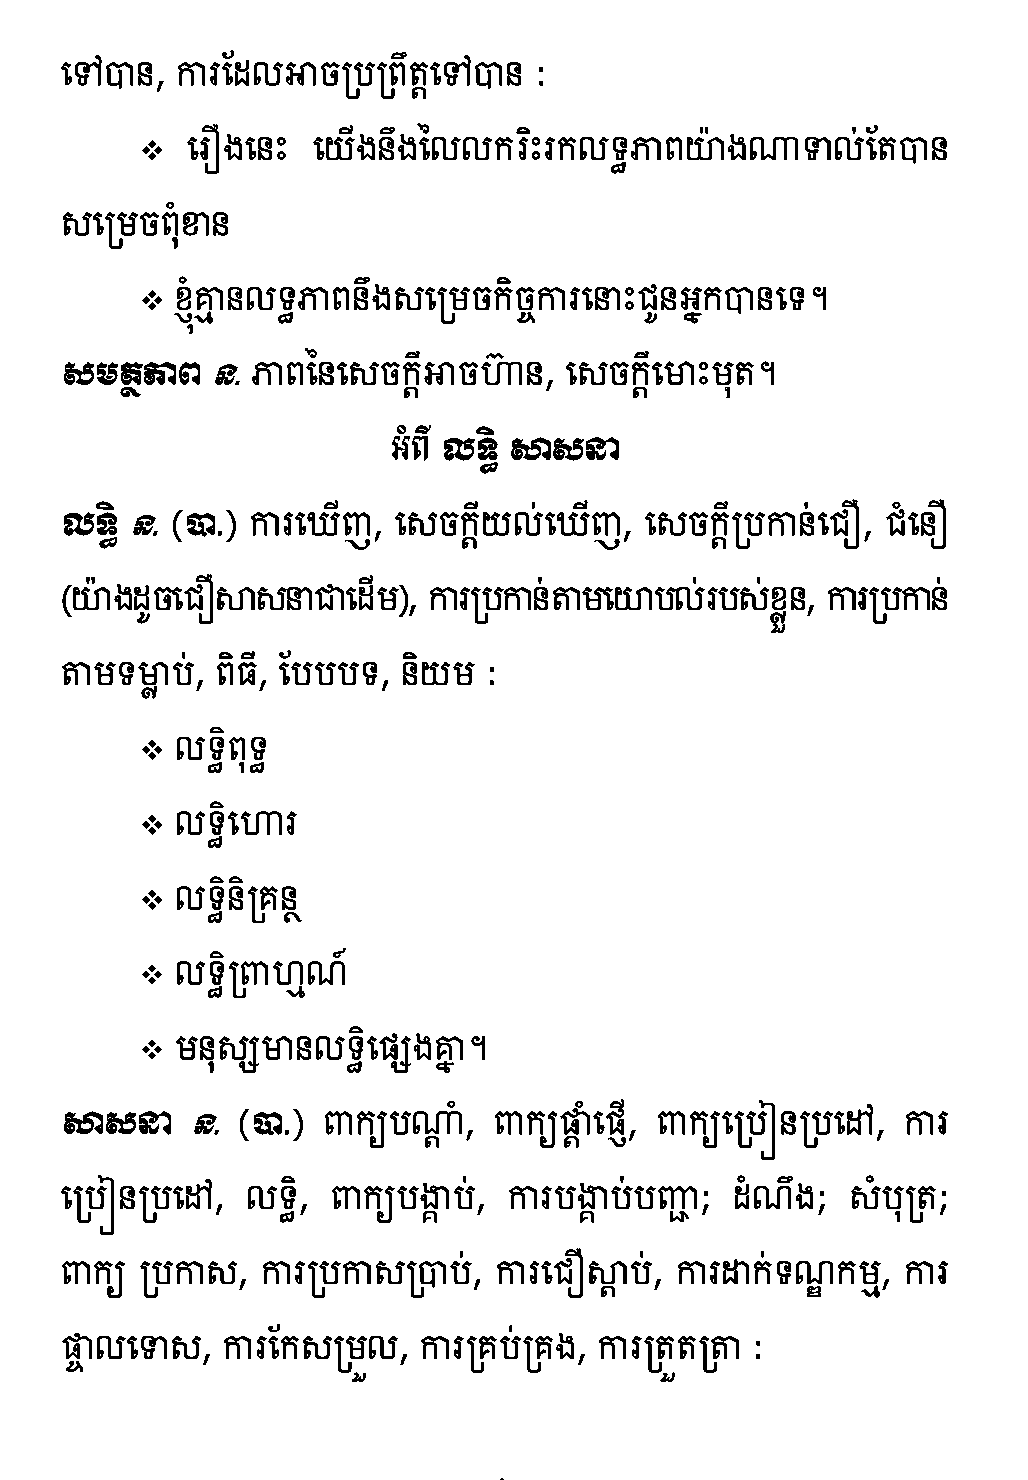 ទៅបាន, ការដែលអាចប្រព្រឹត្តទៅបាន :
❖ រឿងនេះ យើងនឹងលៃលករិះរកលទ្ធភាពយ៉ាងណាទាល់តែបាន
សម្រេចពុំខាន
❖ ខ្ញុំគ្មានលទ្ធភាពនឹងសម្រេចកិច្ចការនោះជូនអ្នកបានទេ។
សមត្ថភាព ន. ភាពនៃសេចក្ដីអាចហ៊ាន, សេចក្ដីមោះមុត។
អំពី លទ្ធិ សាសនា
លទ្ធិ ន. (បា.) ការឃើញ, សេចក្ដីយល់ឃើញ, សេចក្ដីប្រកាន់ជឿ, ជំនឿ
(យ៉ាងដូចជឿសាសនាជាដើម), ការប្រកាន់តាមយោបល់របស់ខ្លួន, ការប្រកាន់
តាមទម្លាប់, ពិធី, បែបបទ, និយម :
❖ លទ្ធិពុទ្ធ
❖ លទ្ធិហោរ
❖ លទ្ធិនិគ្រន្ថ
❖ លទ្ធិព្រាហ្មណ៍
❖ មនុស្សមានលទ្ធិផ្សេងគ្នា។
សាសនា ន. (បា.) ពាក្យបណ្ដាំ, ពាក្យផ្ដាំផ្ញើ, ពាក្យប្រៀនប្រដៅ, ការ
ប្រៀនប្រដៅ, លទ្ធិ, ពាក្យបង្គាប់, ការបង្គាប់បញ្ជា; ដំណឹង; សំបុត្រ;
ពាក្យ ប្រកាស, ការប្រកាសប្រាប់, ការជឿស្ដាប់, ការដាក់ទណ្ឌកម្ម, ការ
ផ្ចាលទោស, ការកែសម្រួល, ការគ្រប់គ្រង, ការត្រួតត្រា :